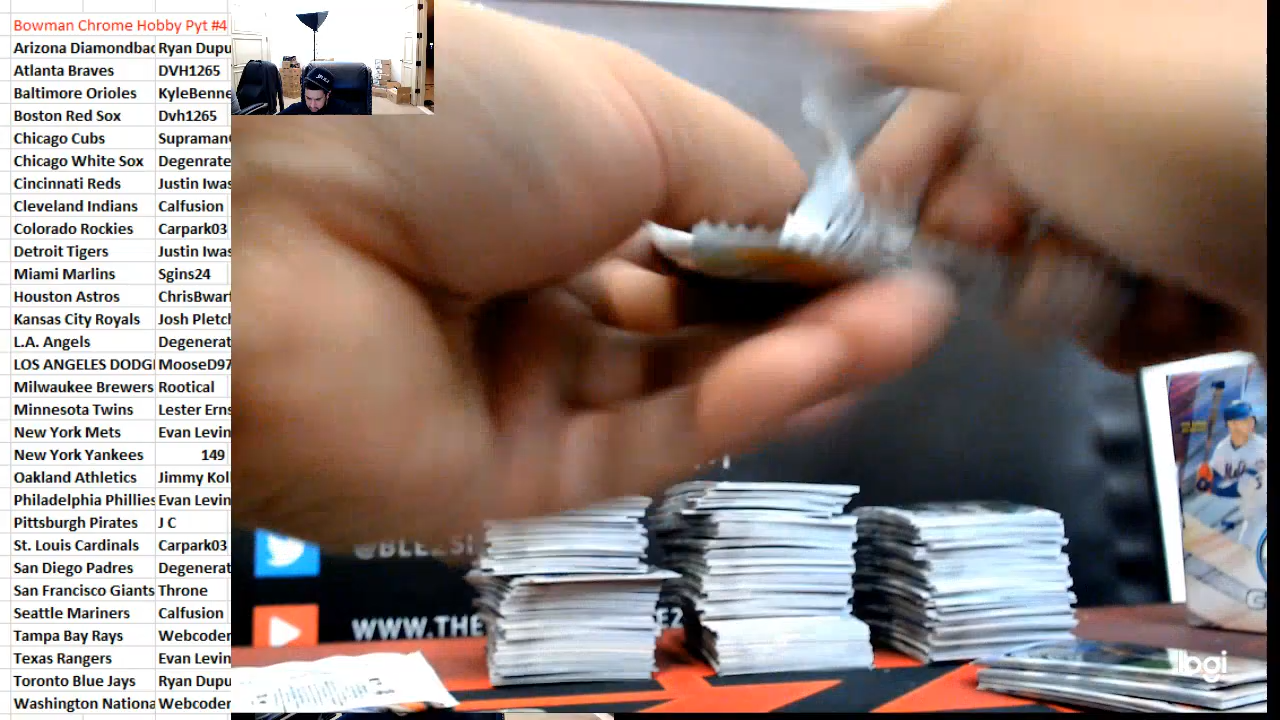 Bowman Chrome Hobby Pyt #4
Arizona Diamondbac Ryan Dupu
Atlanta Braves DVH1265
Baltimore Orioles KyleBenne
Boston Red Sox Dvh1265
Chicago Cubs Supraman
Chicago White Sox Degenrate
Cincinnati Reds Justin Iwas
Cleveland Indians Calfusion
Colorado Rockies Carpark03
Detroit Tigers Justin Iwas
Miami Marlins Sgins24
Houston Astros ChrisBwar
Kansas City Royals Josh Pletch
L.A. Angels Degenerat
LOS ANGELES DODG MooseD97
Milwaukee Brewers Rootical
Minnesota Twins Lester Erns
New York Mets Evan Levin
New York Yankees 149
Oakland Athletics Jimmy Kol
Philadelphia Phillies Evan Levin
Pittsburgh Pirates J C
St. Louis Cardinals Carpark03
San Diego Padres Degenerat
San Francisco Giants Throne
Seattle Mariners Calfusion
Tampa Bay Rays Webcoder
Texas Rangers Evan Levin
Toronto Blue Jays Ryan Dupu
Washington Nationa Webcoder
@BLEZSI
WWW.THE